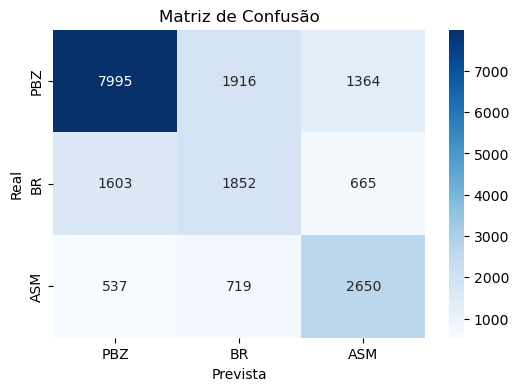 Matriz de Confusão
Real
PBZ 7995 1916 1364
BR 1603 1852 665
ASM 537 719 2650
PBZ BR ASM
Prevista
7000
6000
5000
4000
3000
2000
1000